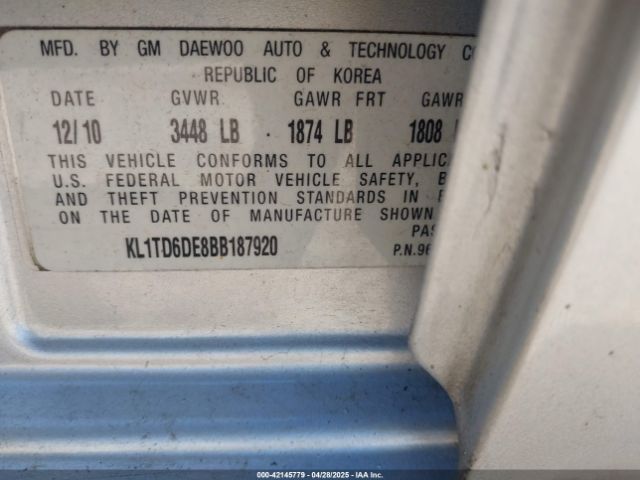 MFD. BY GM DAEWOO AUTO & TECHNOLOGY
REPUBLIC OF KOREA
DATE GVWR GAWR FRT GAWR
12/10 3448 LB 1874 LB 1808
THIS VEHICLE CONFORMS TO ALL
U.S. FEDERAL MOTOR VEHICLE SAFETY,
AND THEFT PREVENTION STANDARDS IN
ON THE DATE OF MANUFACTURE SHOWN
KL1TD6DE8BB187920
000-42145779 - 04/28/2025 - IAA Inc.